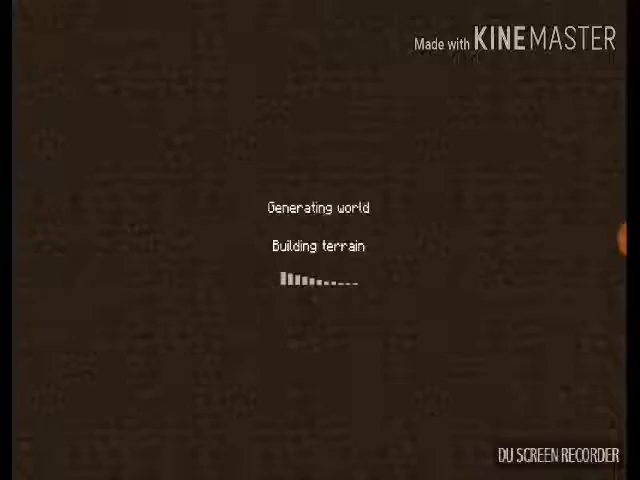 Made with KINEMASTER
Generating world
Building terrain
DU SCREEN RECORDER